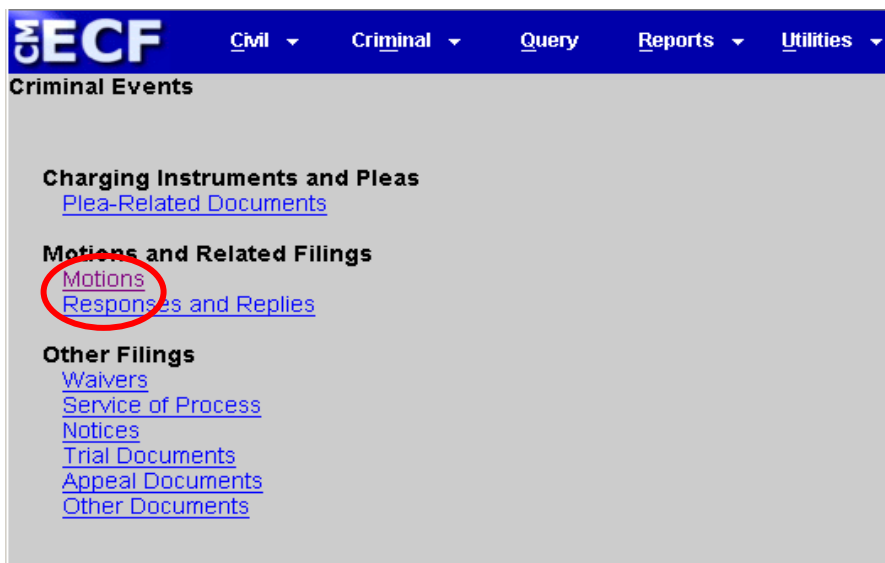 CM ECF Civil Criminal Query Reports Utilities
Criminal Events
Charging Instruments and Pleas
Plea-Related Documents
Motions and Related Filings
Motions
Responses and Replies
Other Filings
Waivers
Service of Process
Notices
Trial Documents
Appeal Documents
Other Documents